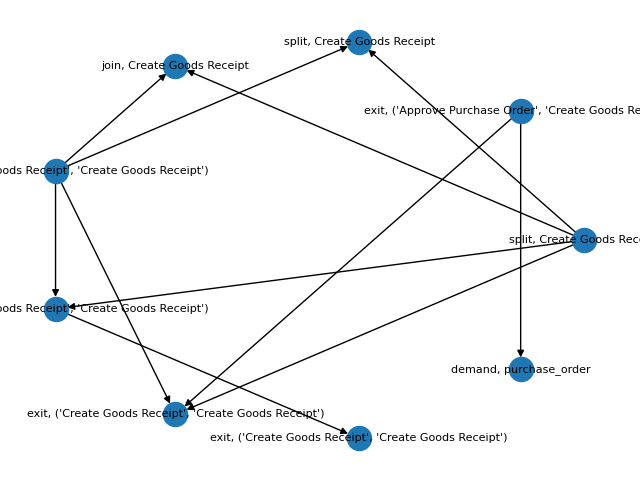 split, Create Goods Receipt
join, Create Goods Receipt
exit, ('Approve Purchase Order', 'Create Goods Re
oods Receipt', 'Create Goods Receipt')
split, Create Goods Rece
oods Receipt', 'Create Goods Receipt')
demand, purchase_order
exit, ('Create Goods Receipt', 'Create Goods Receipt')
exit, ('Create Goods Receipt', 'Create Goods Receipt')